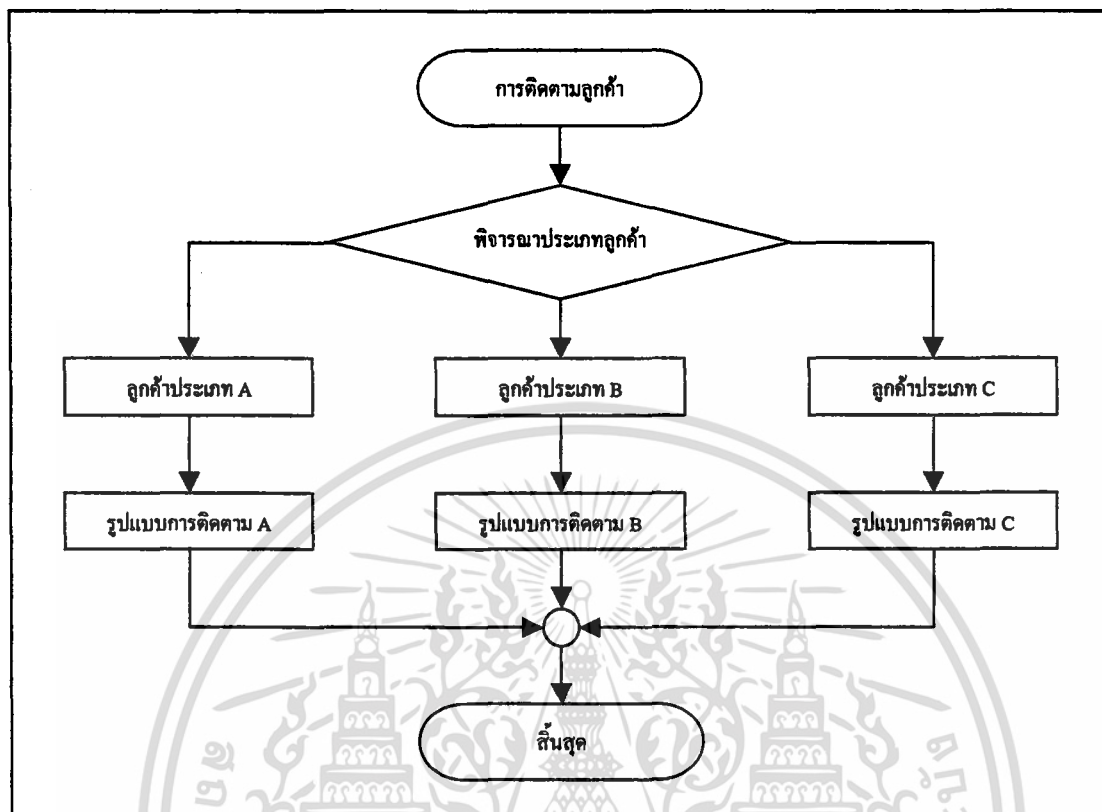 การติดตามลูกค้า
พิจารณาประเภทลูกค้า
ลูกค้าประเภท A
ลูกค้าประเภท B
ลูกค้าประเภท C
รูปแบบการติดตาม A
รูปแบบการติดตาม B
รูปแบบการติดตาม C
สิ้นสุด